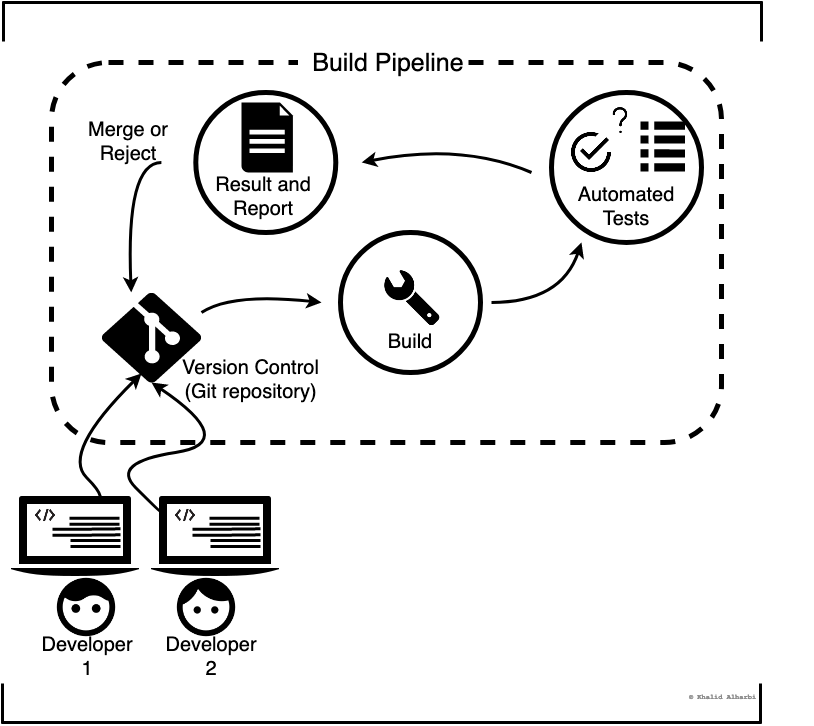 Build Pipeline
Merge or
Reject
Result and
Report
?
Automated
Tests
Build
Version Control
(Git repository)
</>
</>
Developer
1
Developer
2
© Khalid Alharbi